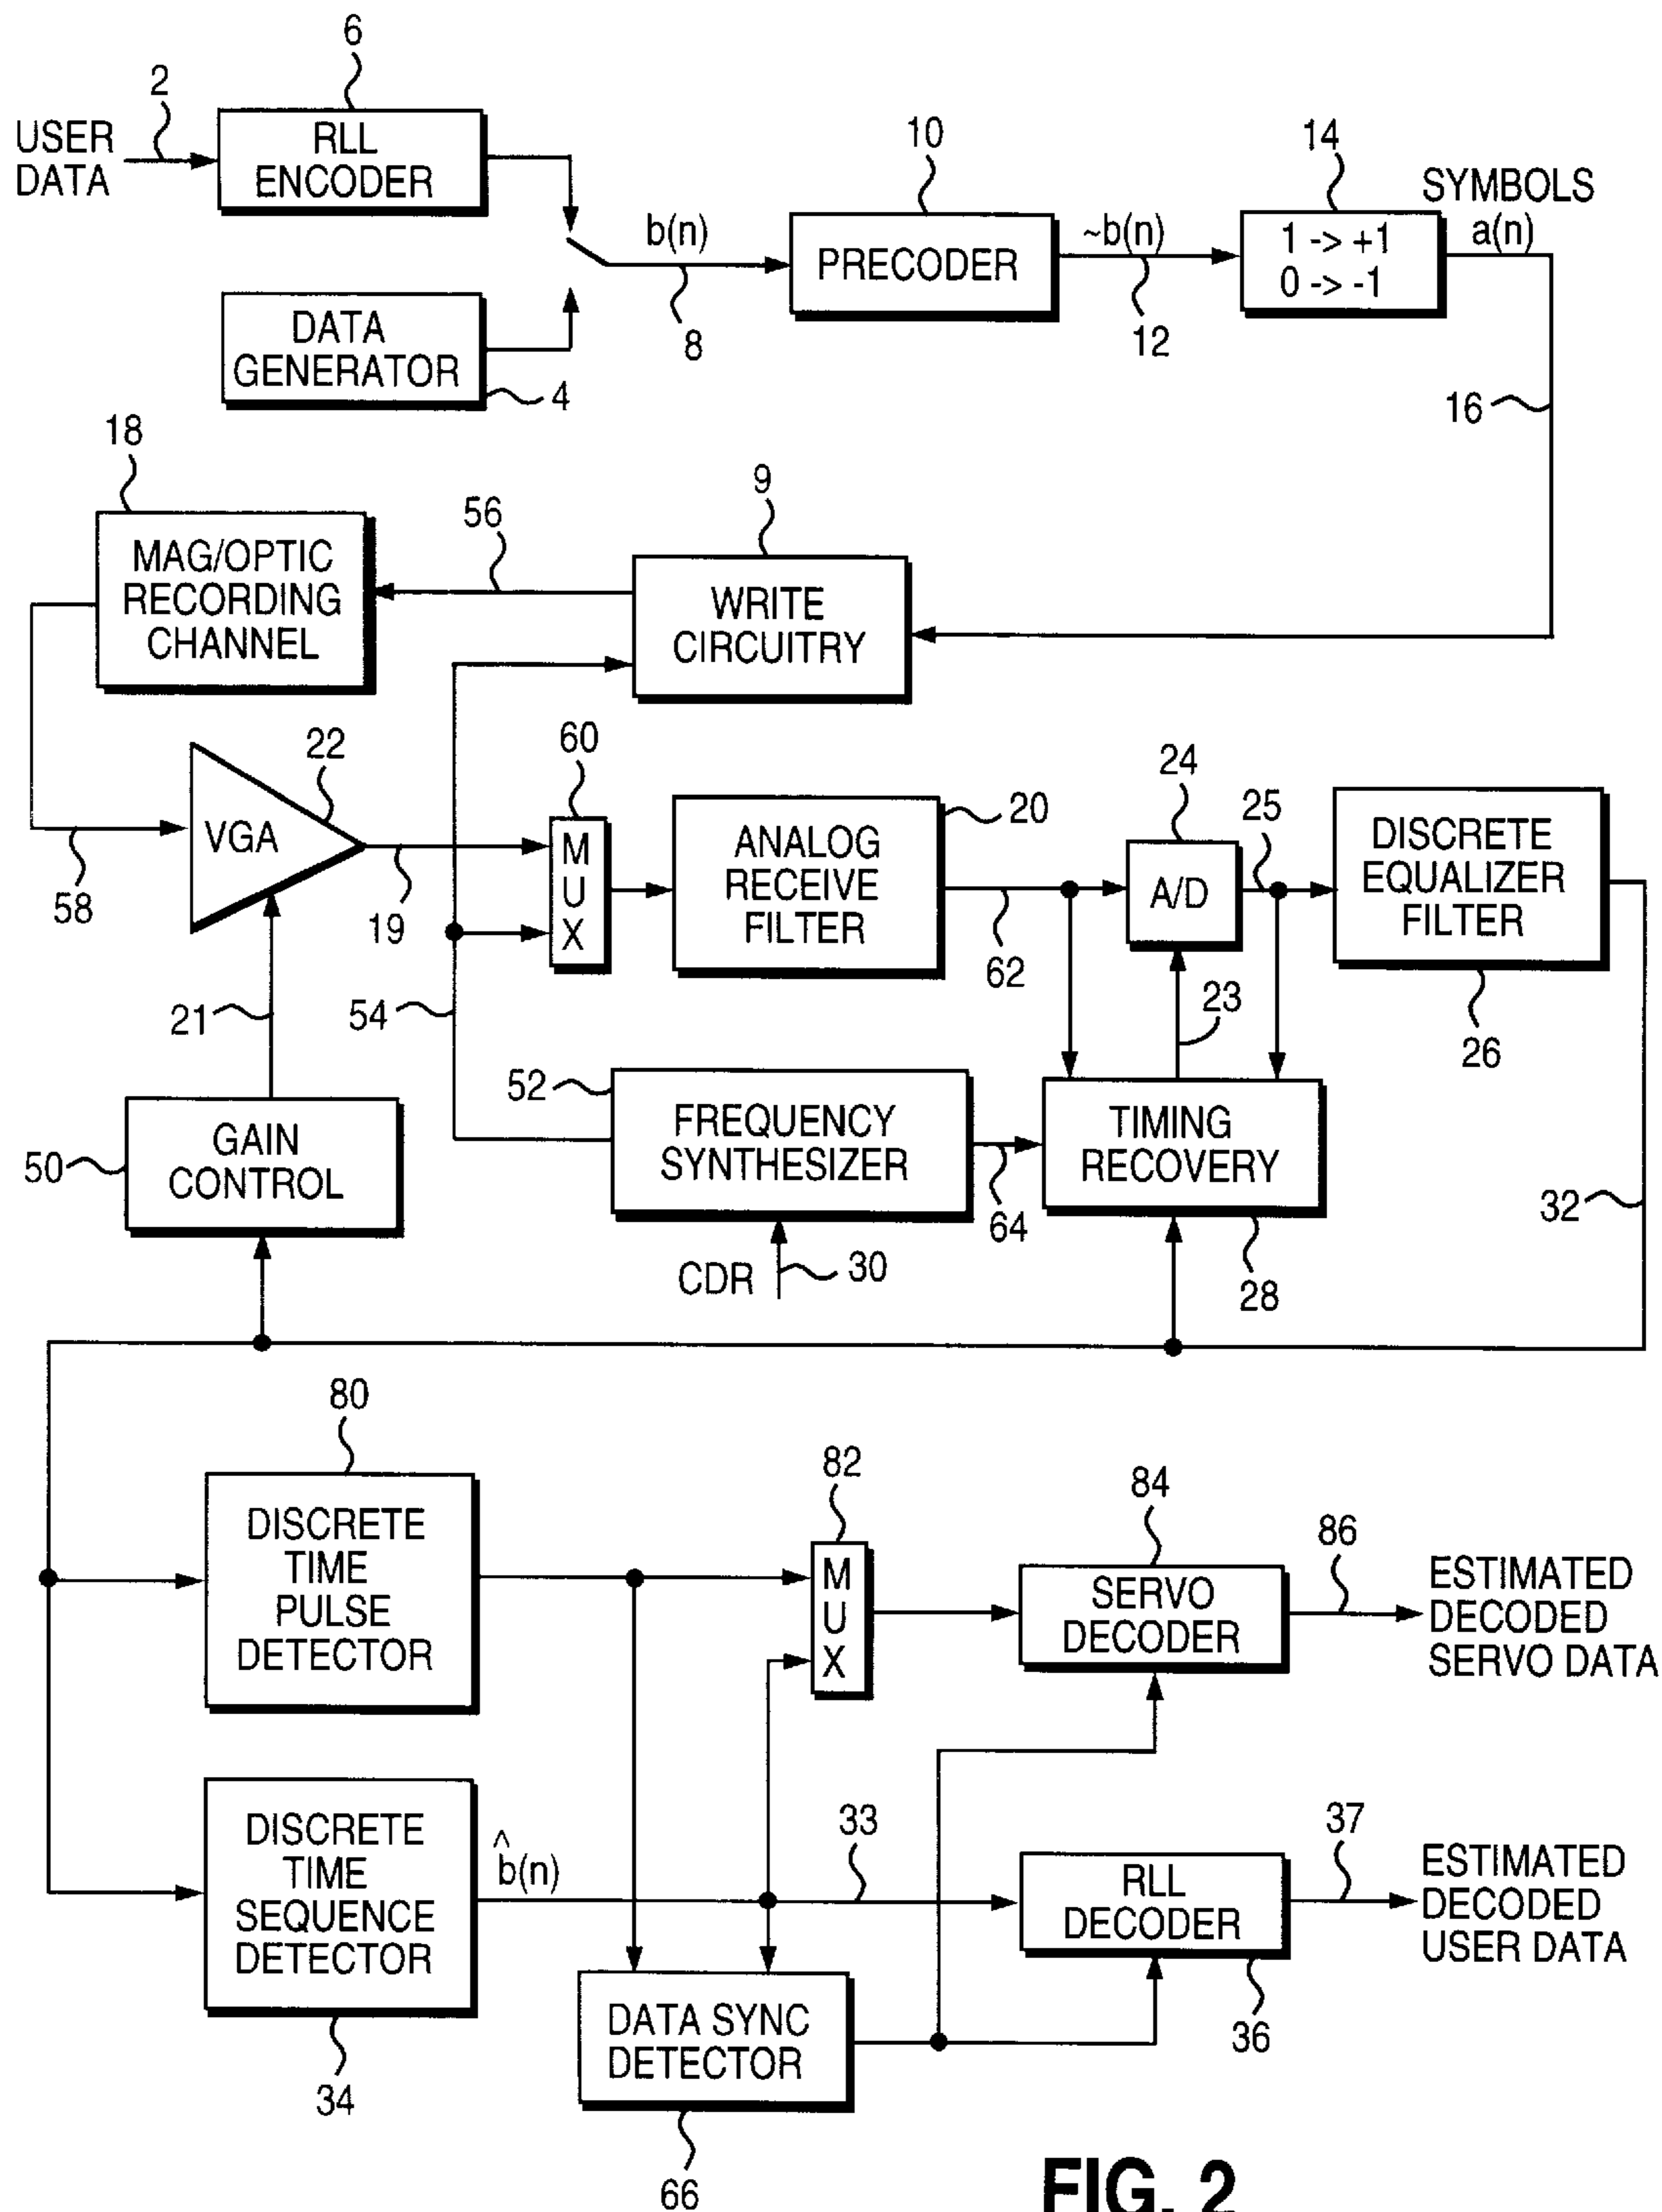 6
2
USER
DATA
RLL
ENCODER
10
14
SYMBOLS
b(n)
PRECODER
~b(n)
1 -> +1
0 -> -1
a(n)
8
12
DATA
GENERATOR
4
16
18
9
56
MAG/OPTIC
RECORDING
CHANNEL
WRITE
CIRCUITRY
22
60
24
VGA
MUX
ANALOG
RECEIVE
FILTER
20
25
A/D
DISCRETE
EQUALIZER
FILTER
58
19
62
21
54
23
26
52
FREQUENCY
SYNTHESIZER
TIMING
RECOVERY
50
GAIN
CONTROL
64
32
CDR
30
28
80
82
84
86
DISCRETE
TIME
PULSE
DETECTOR
MUX
SERVO
DECODER
ESTIMATED
DECODED
SERVO DATA
DISCRETE
TIME
SEQUENCE
DETECTOR
b̂(n)
33
37
RLL
DECODER
ESTIMATED
DECODED
USER DATA
34
DATA SYNC
DETECTOR
36
66
FIG. 2